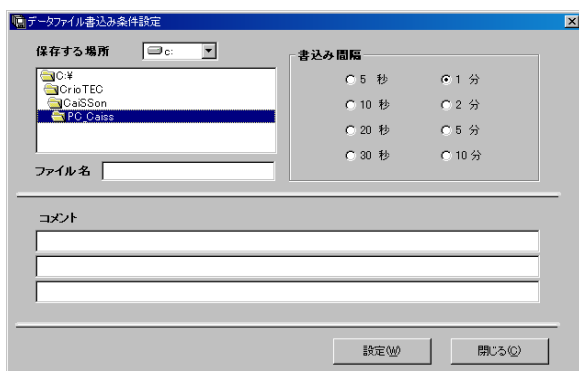 データファイル書込み条件設定
保存する場所
c:
C:¥
CrioTEC
CaiSSon
PC_Caiss
ファイル名
書込み間隔
5 秒
1 分
10 秒
2 分
20 秒
5 分
30 秒
10 分
コメント
設定(W)
閉じる(C)